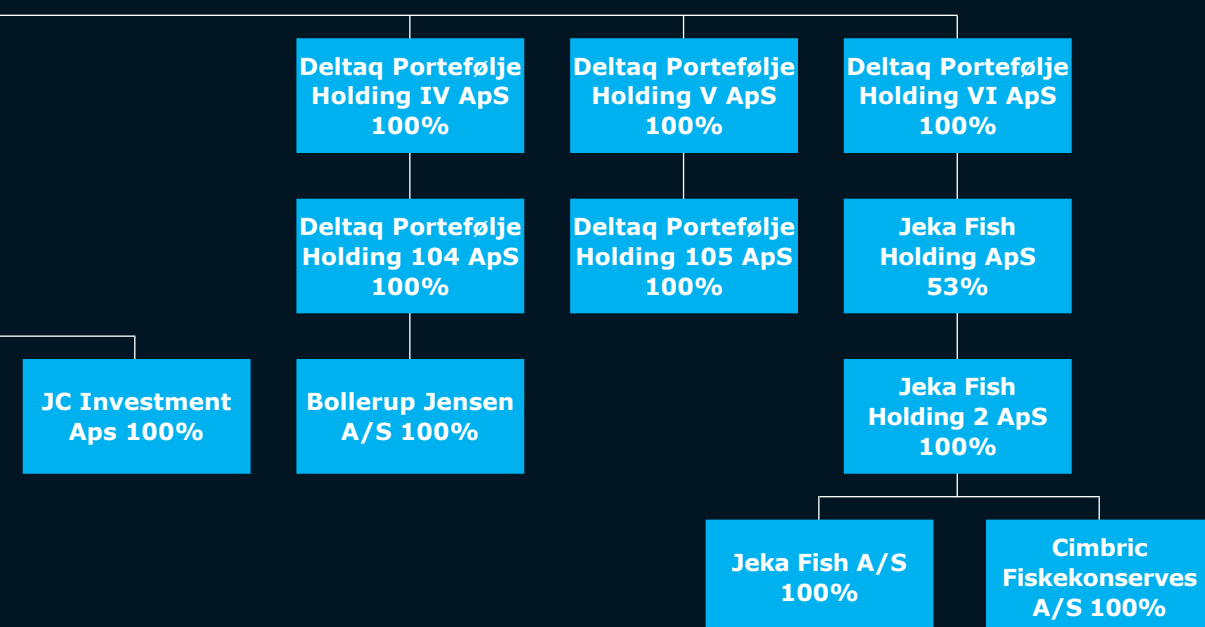 Deltaq Portefølje
Holding IV ApS
100%
Deltaq Portefølje
Holding V ApS
100%
Deltaq Portefølje
Holding VI ApS
100%
Deltaq Portefølje
Holding 104 ApS
100%
Deltaq Portefølje
Holding 105 ApS
100%
Jeka Fish
Holding ApS
53%
JC Investment
Aps 100%
Bollerup Jensen
A/S 100%
Jeka Fish
Holding 2 ApS
100%
Jeka Fish A/S
100%
Cimbric
Fiskekonserves
A/S 100%